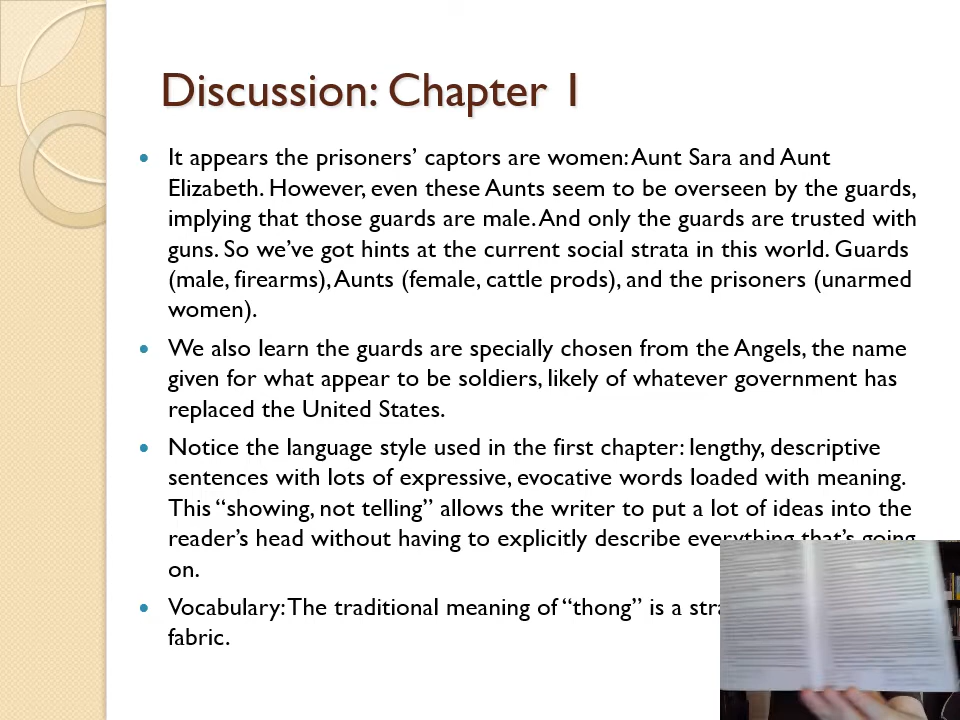 Discussion: Chapter 1
It appears the prisoners’ captors are women: Aunt Sara and Aunt
Elizabeth. However, even these Aunts seem to be overseen by the guards,
implying that those guards are male. And only the guards are trusted with
guns. So we’ve got hints at the current social strata in this world. Guards
(male, firearms), Aunts (female, cattle prods), and the prisoners (unarmed
women).
We also learn the guards are specially chosen from the Angels, the name
given for what appear to be soldiers, likely of whatever government has
replaced the United States.
Notice the language style used in the first chapter: lengthy, descriptive
sentences with lots of expressive, evocative words loaded with meaning.
This “showing, not telling” allows the writer to put a lot of ideas into the
reader’s head without having to explicitly describe everything that’s going
on.
Vocabulary: The traditional meaning of “thong” is a
fabric.